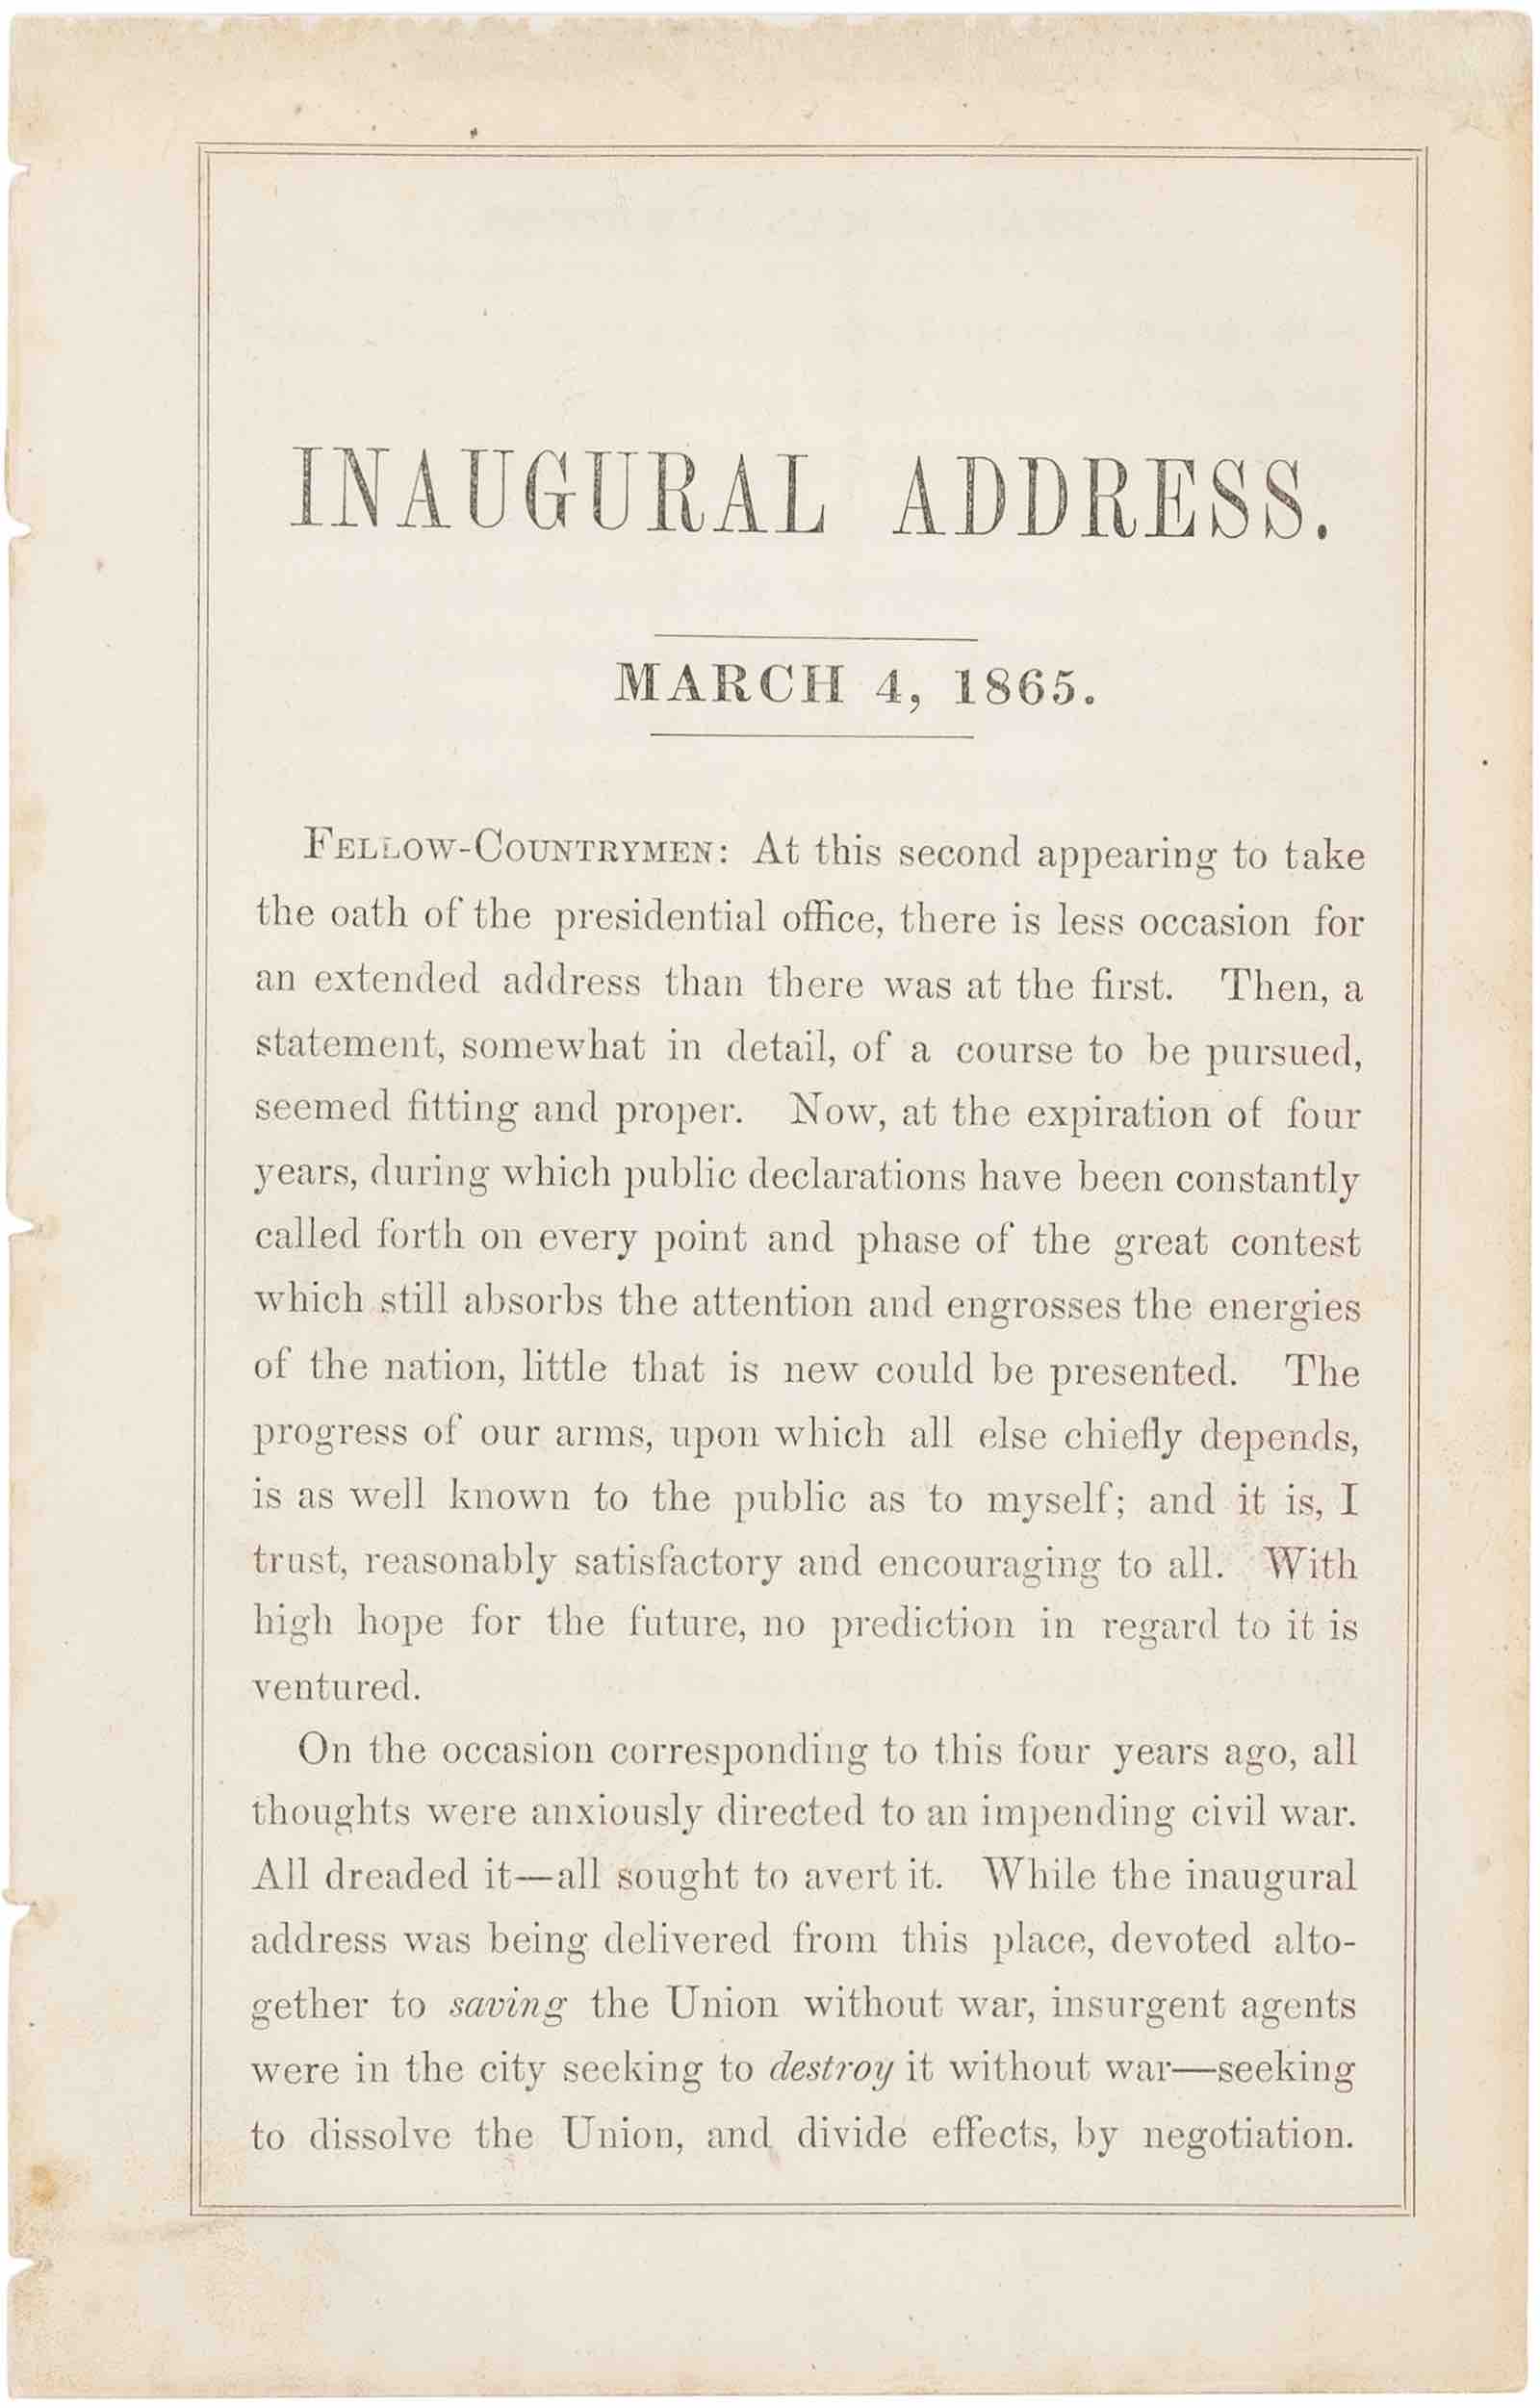 INAUGURAL ADDRESS.
MARCH 4, 1865.
FELLOW-COUNTRYMEN: At this second appearing to take
the oath of the presidential office, there is less occasion for
an extended address than there was at the first. Then, a
statement, somewhat in detail, of a course to be pursued,
seemed fitting and proper. Now, at the expiration of four
years, during which public declarations have been constantly
called forth on every point and phase of the great contest
which still absorbs the attention and engrosses the energies
of the nation, little that is new could be presented. The
progress of our arms, upon which all else chiefly depends,
is as well known to the public as to myself; and it is, I
trust, reasonably satisfactory and encouraging to all. With
high hope for the future, no prediction in regard to it is
ventured.
On the occasion corresponding to this four years ago, all
thoughts were anxiously directed to an impending civil war.
All dreaded it—all sought to avert it. While the inaugural
address was being delivered from this place, devoted alto-
gether to saving the Union without war, insurgent agents
were in the city seeking to destroy it without war—seeking
to dissolve the Union, and divide effects, by negotiation.